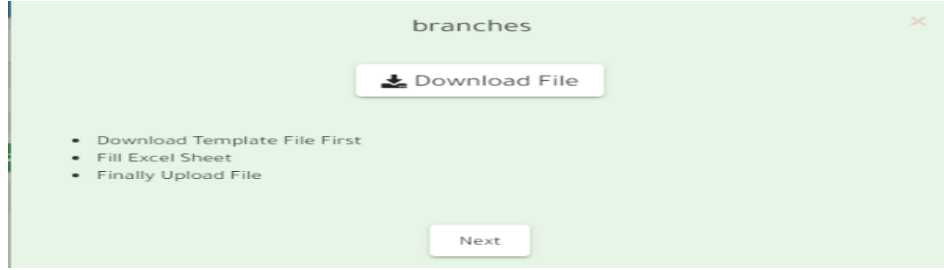 branches
Download File
Download Template File First
Fill Excel Sheet
Finally Upload File
Next